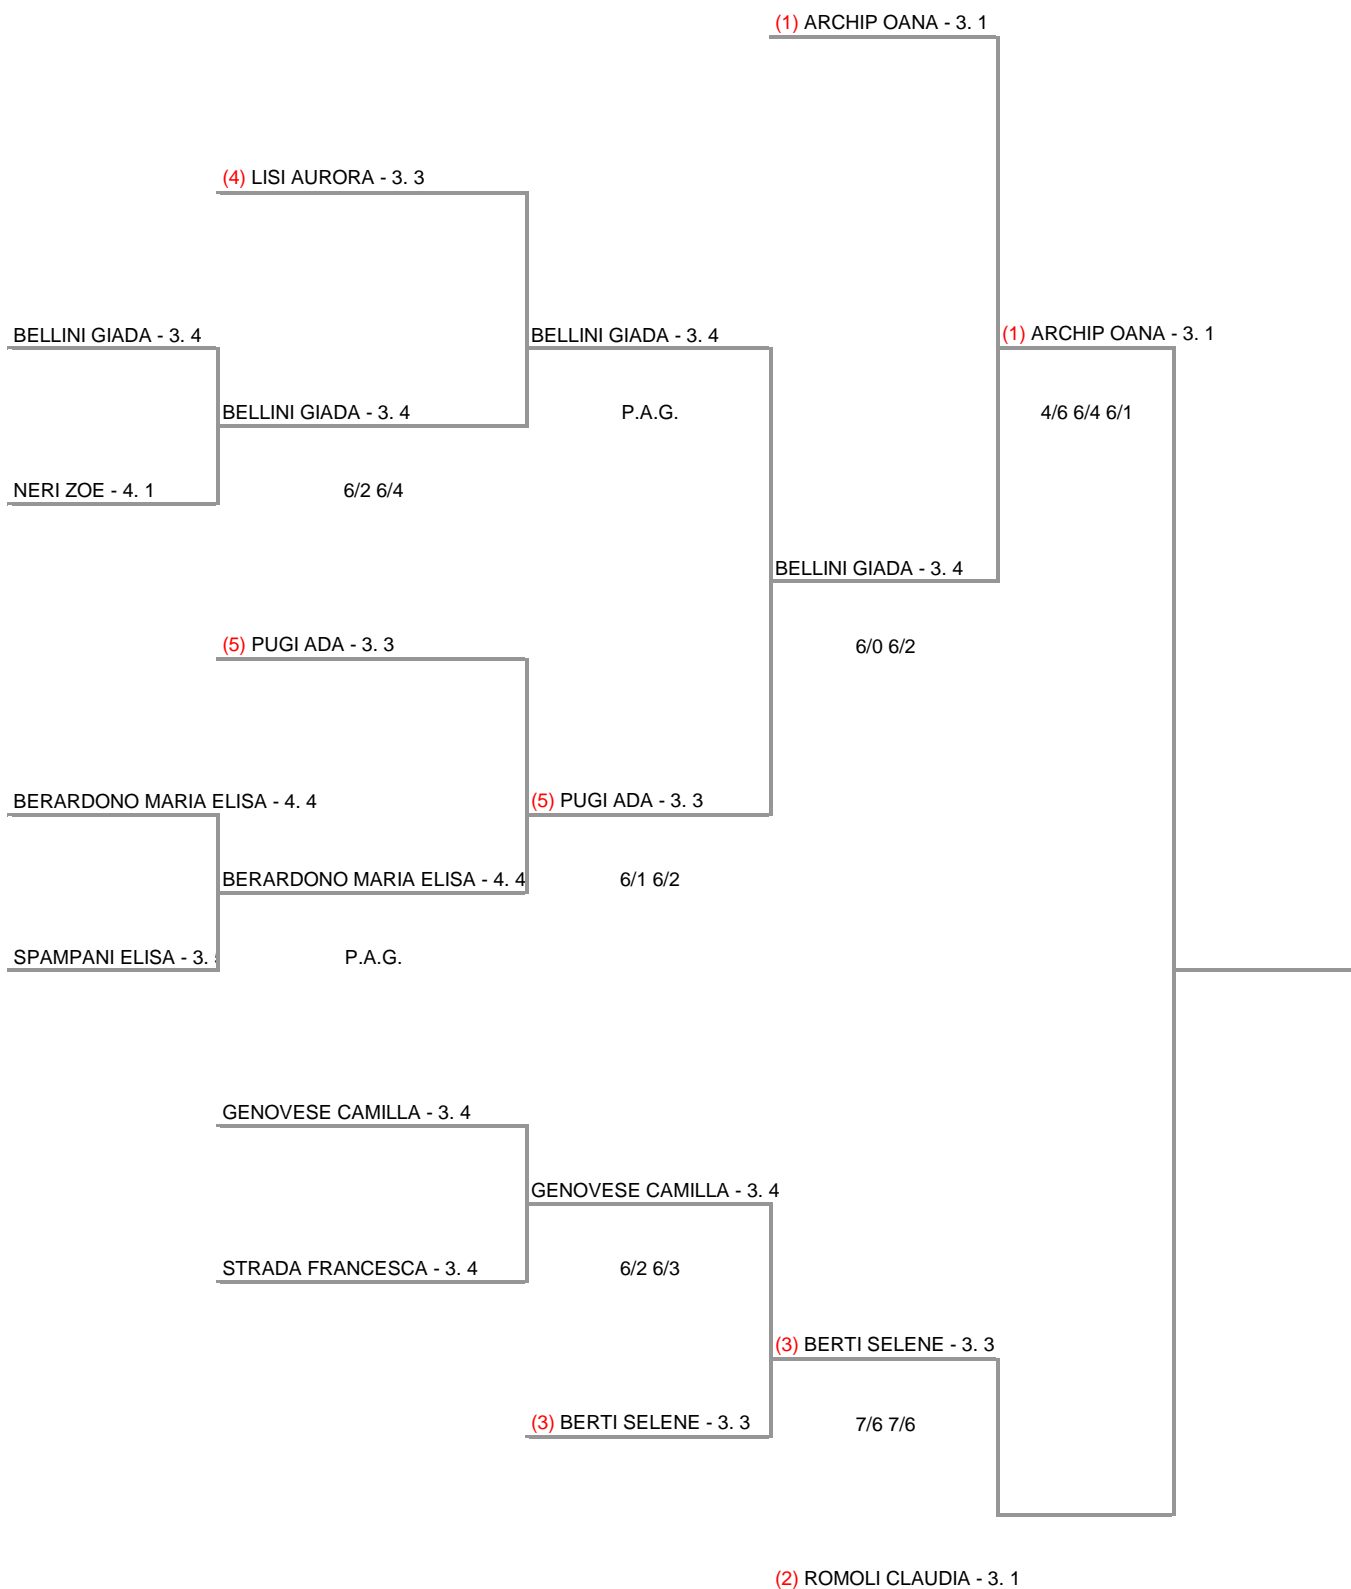 (1) ARCHIP OANA - 3. 1
(4) LISI AURORA - 3. 3
BELLINI GIADA - 3. 4
BELLINI GIADA - 3. 4
(1) ARCHIP OANA - 3. 1
BELLINI GIADA - 3. 4
P.A.G.
4/6 6/4 6/1
NERI ZOE - 4. 1
6/2 6/4
BELLINI GIADA - 3. 4
(5) PUGI ADA - 3. 3
6/0 6/2
BERARDONO MARIA ELISA - 4. 4
(5) PUGI ADA - 3. 3
BERARDONO MARIA ELISA - 4. 4
6/1 6/2
SPAMPANI ELISA - 3.
P.A.G.
GENOVESE CAMILLA - 3. 4
GENOVESE CAMILLA - 3. 4
STRADA FRANCESCA - 3. 4
6/2 6/3
(3) BERTI SELENE - 3. 3
(3) BERTI SELENE - 3. 3
7/6 7/6
(2) ROMOLI CLAUDIA - 3. 1